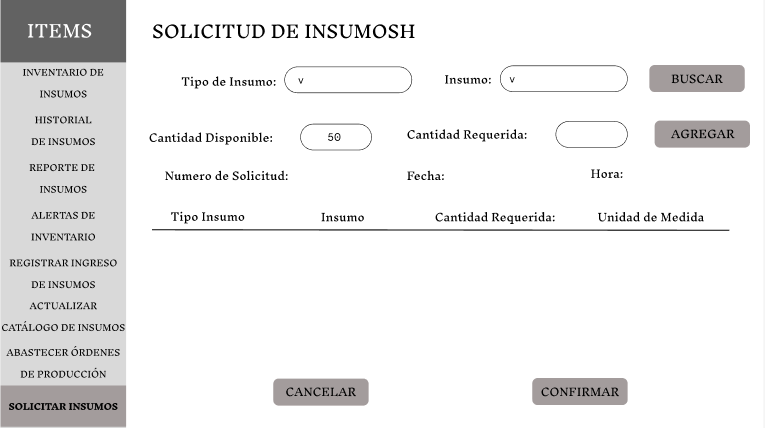 ITEMS
INVENTARIO DE
INSUMOS
HISTORIAL
DE INSUMOS
REPORTE DE
INSUMOS
ALERTAS DE
INVENTARIO
REGISTRAR INGRESO
DE INSUMOS
ACTUALIZAR
CATÁLOGO DE INSUMOS
ABASTECER ÓRDENES
DE PRODUCCIÓN
SOLICITAR INSUMOS
SOLICITUD DE INSUMOSH
Tipo de Insumo: v Insumo: v BUSCAR
Cantidad Disponible: 50 Cantidad Requerida: AGREGAR
Numero de Solicitud: Fecha: Hora:
Tipo Insumo Insumo Cantidad Requerida: Unidad de Medida
CANCELAR CONFIRMAR